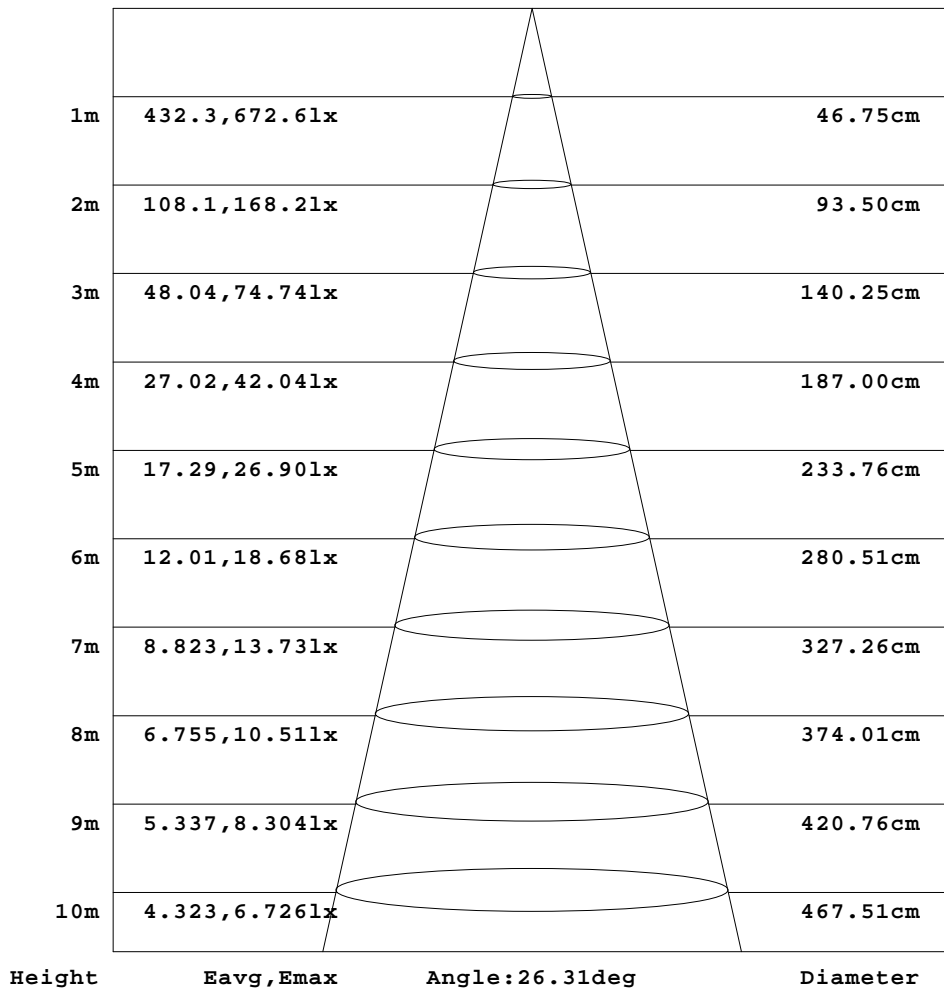 1m 432.3,672.6lx 46.75cm
2m 108.1,168.2lx 93.50cm
3m 48.04,74.74lx 140.25cm
4m 27.02,42.04lx 187.00cm
5m 17.29,26.90lx 233.76cm
6m 12.01,18.68lx 280.51cm
7m 8.823,13.73lx 327.26cm
8m 6.755,10.51lx 374.01cm
9m 5.337,8.304lx 420.76cm
10m 4.323,6.726lx 467.51cm
Height Eavg,Emax Angle:26.31deg Diameter